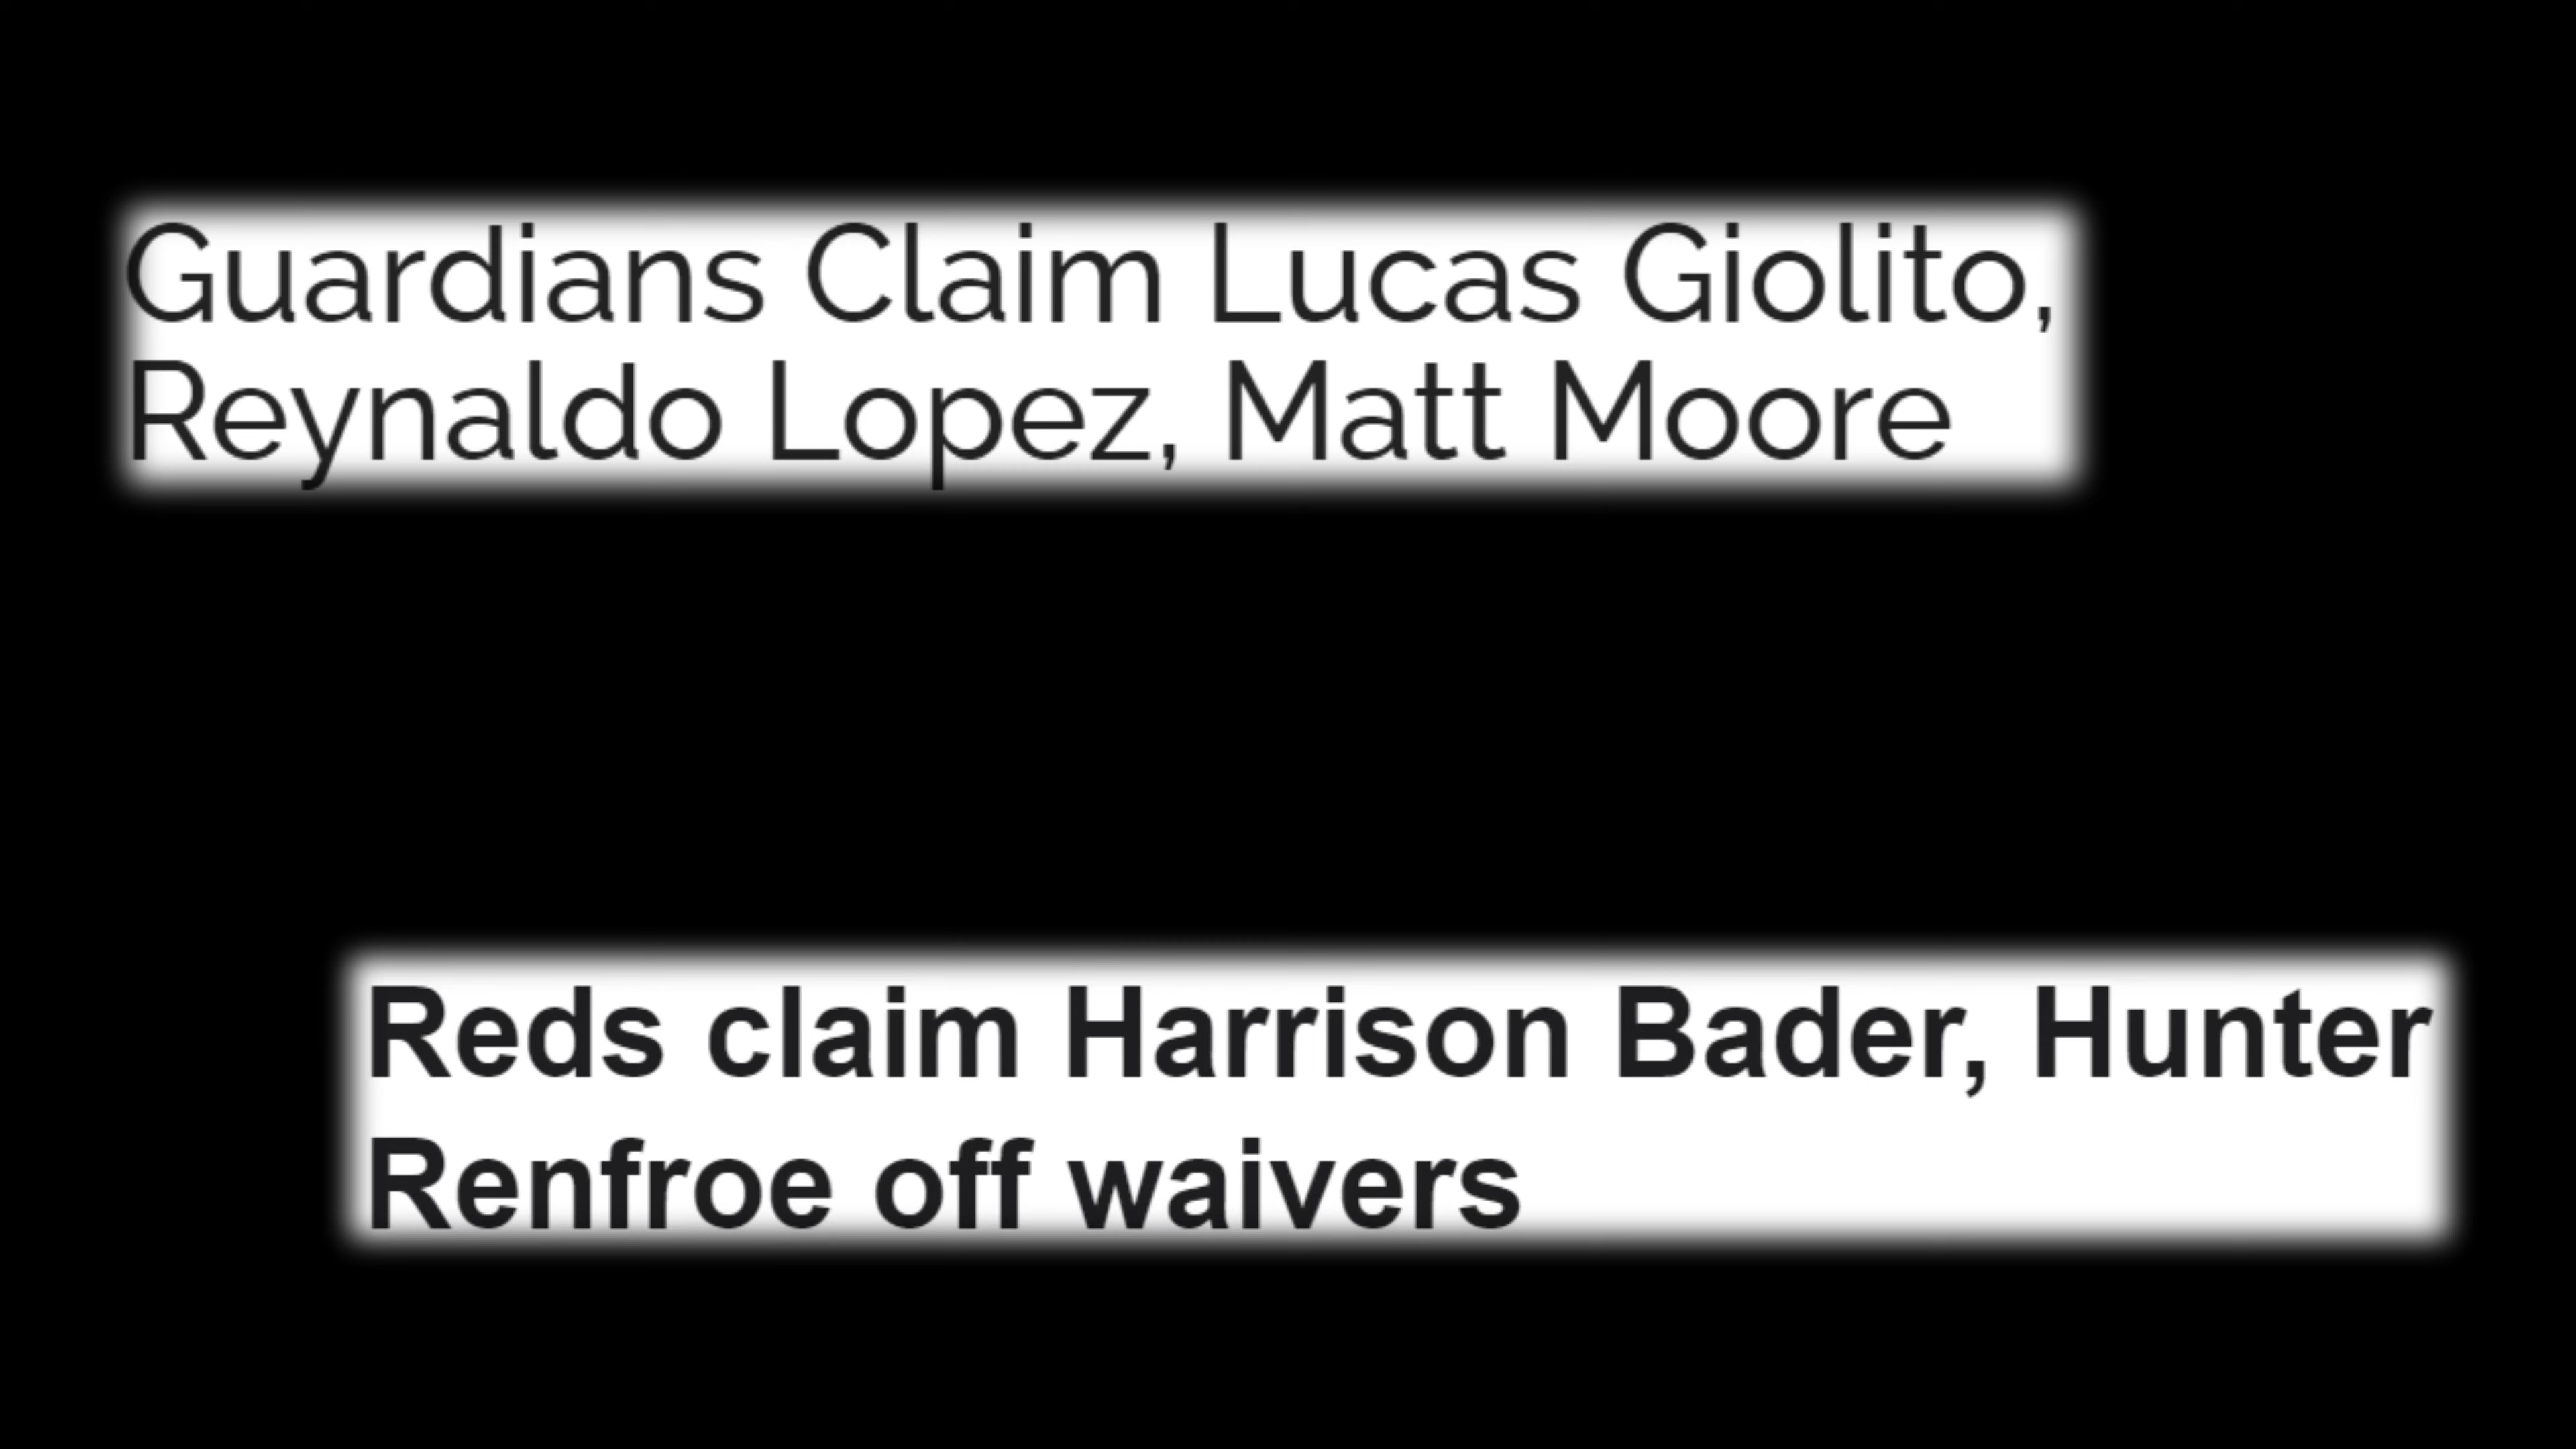 Guardians Claim Lucas Giolito,
Reynaldo Lopez, Matt Moore
Reds claim Harrison Bader, Hunter
Renfroe off waivers